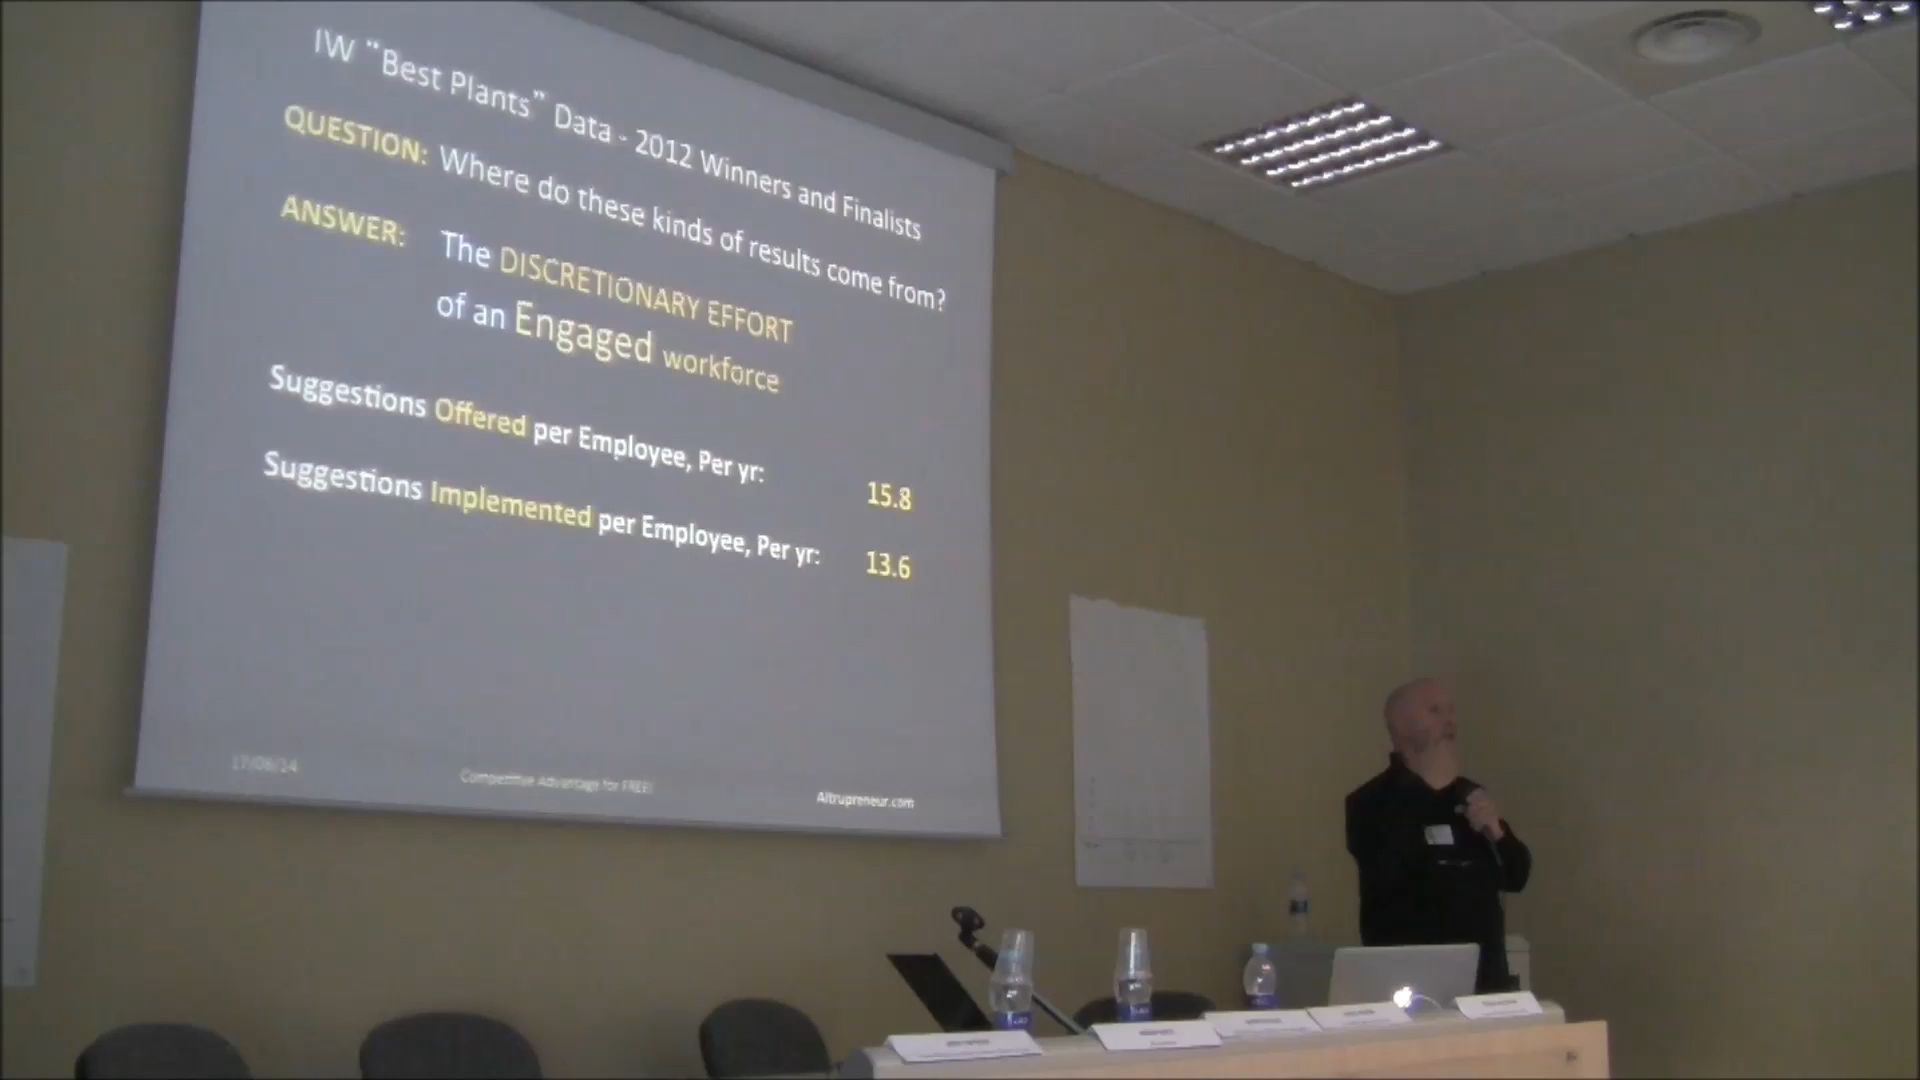 IW "Best Plants" Data - 2012 Winners and Finalists
QUESTION: Where do these kinds of results come from?
ANSWER: The DISCRETIONARY EFFORT
of an Engaged workforce
Suggestions Offered per Employee, Per yr: 15.8
Suggestions Implemented per Employee, Per yr: 13.6
17/06/14 Competitive Advantage for FREE! Altrupreneur.com